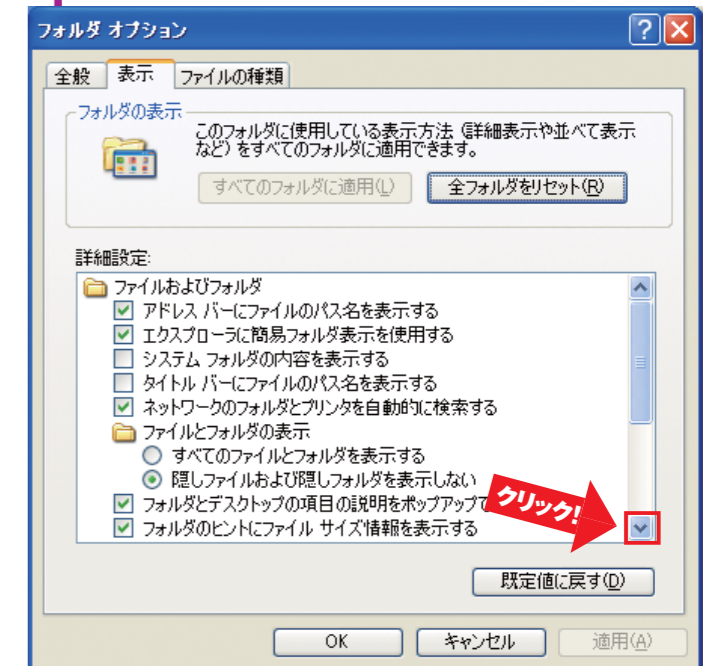 フォルダ オプション
全般 表示 ファイルの種類
フォルダの表示
このフォルダに使用している表示方法 (詳細表示や並べて表示
など) をすべてのフォルダに適用できます。
すべてのフォルダに適用(L) 全フォルダをリセット(R)
詳細設定:
ファイルおよびフォルダ
アドレス バーにファイルのパス名を表示する
エクスプローラに簡易フォルダ表示を使用する
システム フォルダの内容を表示する
タイトル バーにファイルのパス名を表示する
ネットワークのフォルダとプリンタを自動的に検索する
ファイルとフォルダの表示
すべてのファイルとフォルダを表示する
隠しファイルおよび隠しフォルダを表示しない
フォルダとデスクトップの項目の説明をポップアップで
クリック!
フォルダのヒントにファイル サイズ情報を表示する
既定値に戻す(D)
OK キャンセル 適用(A)